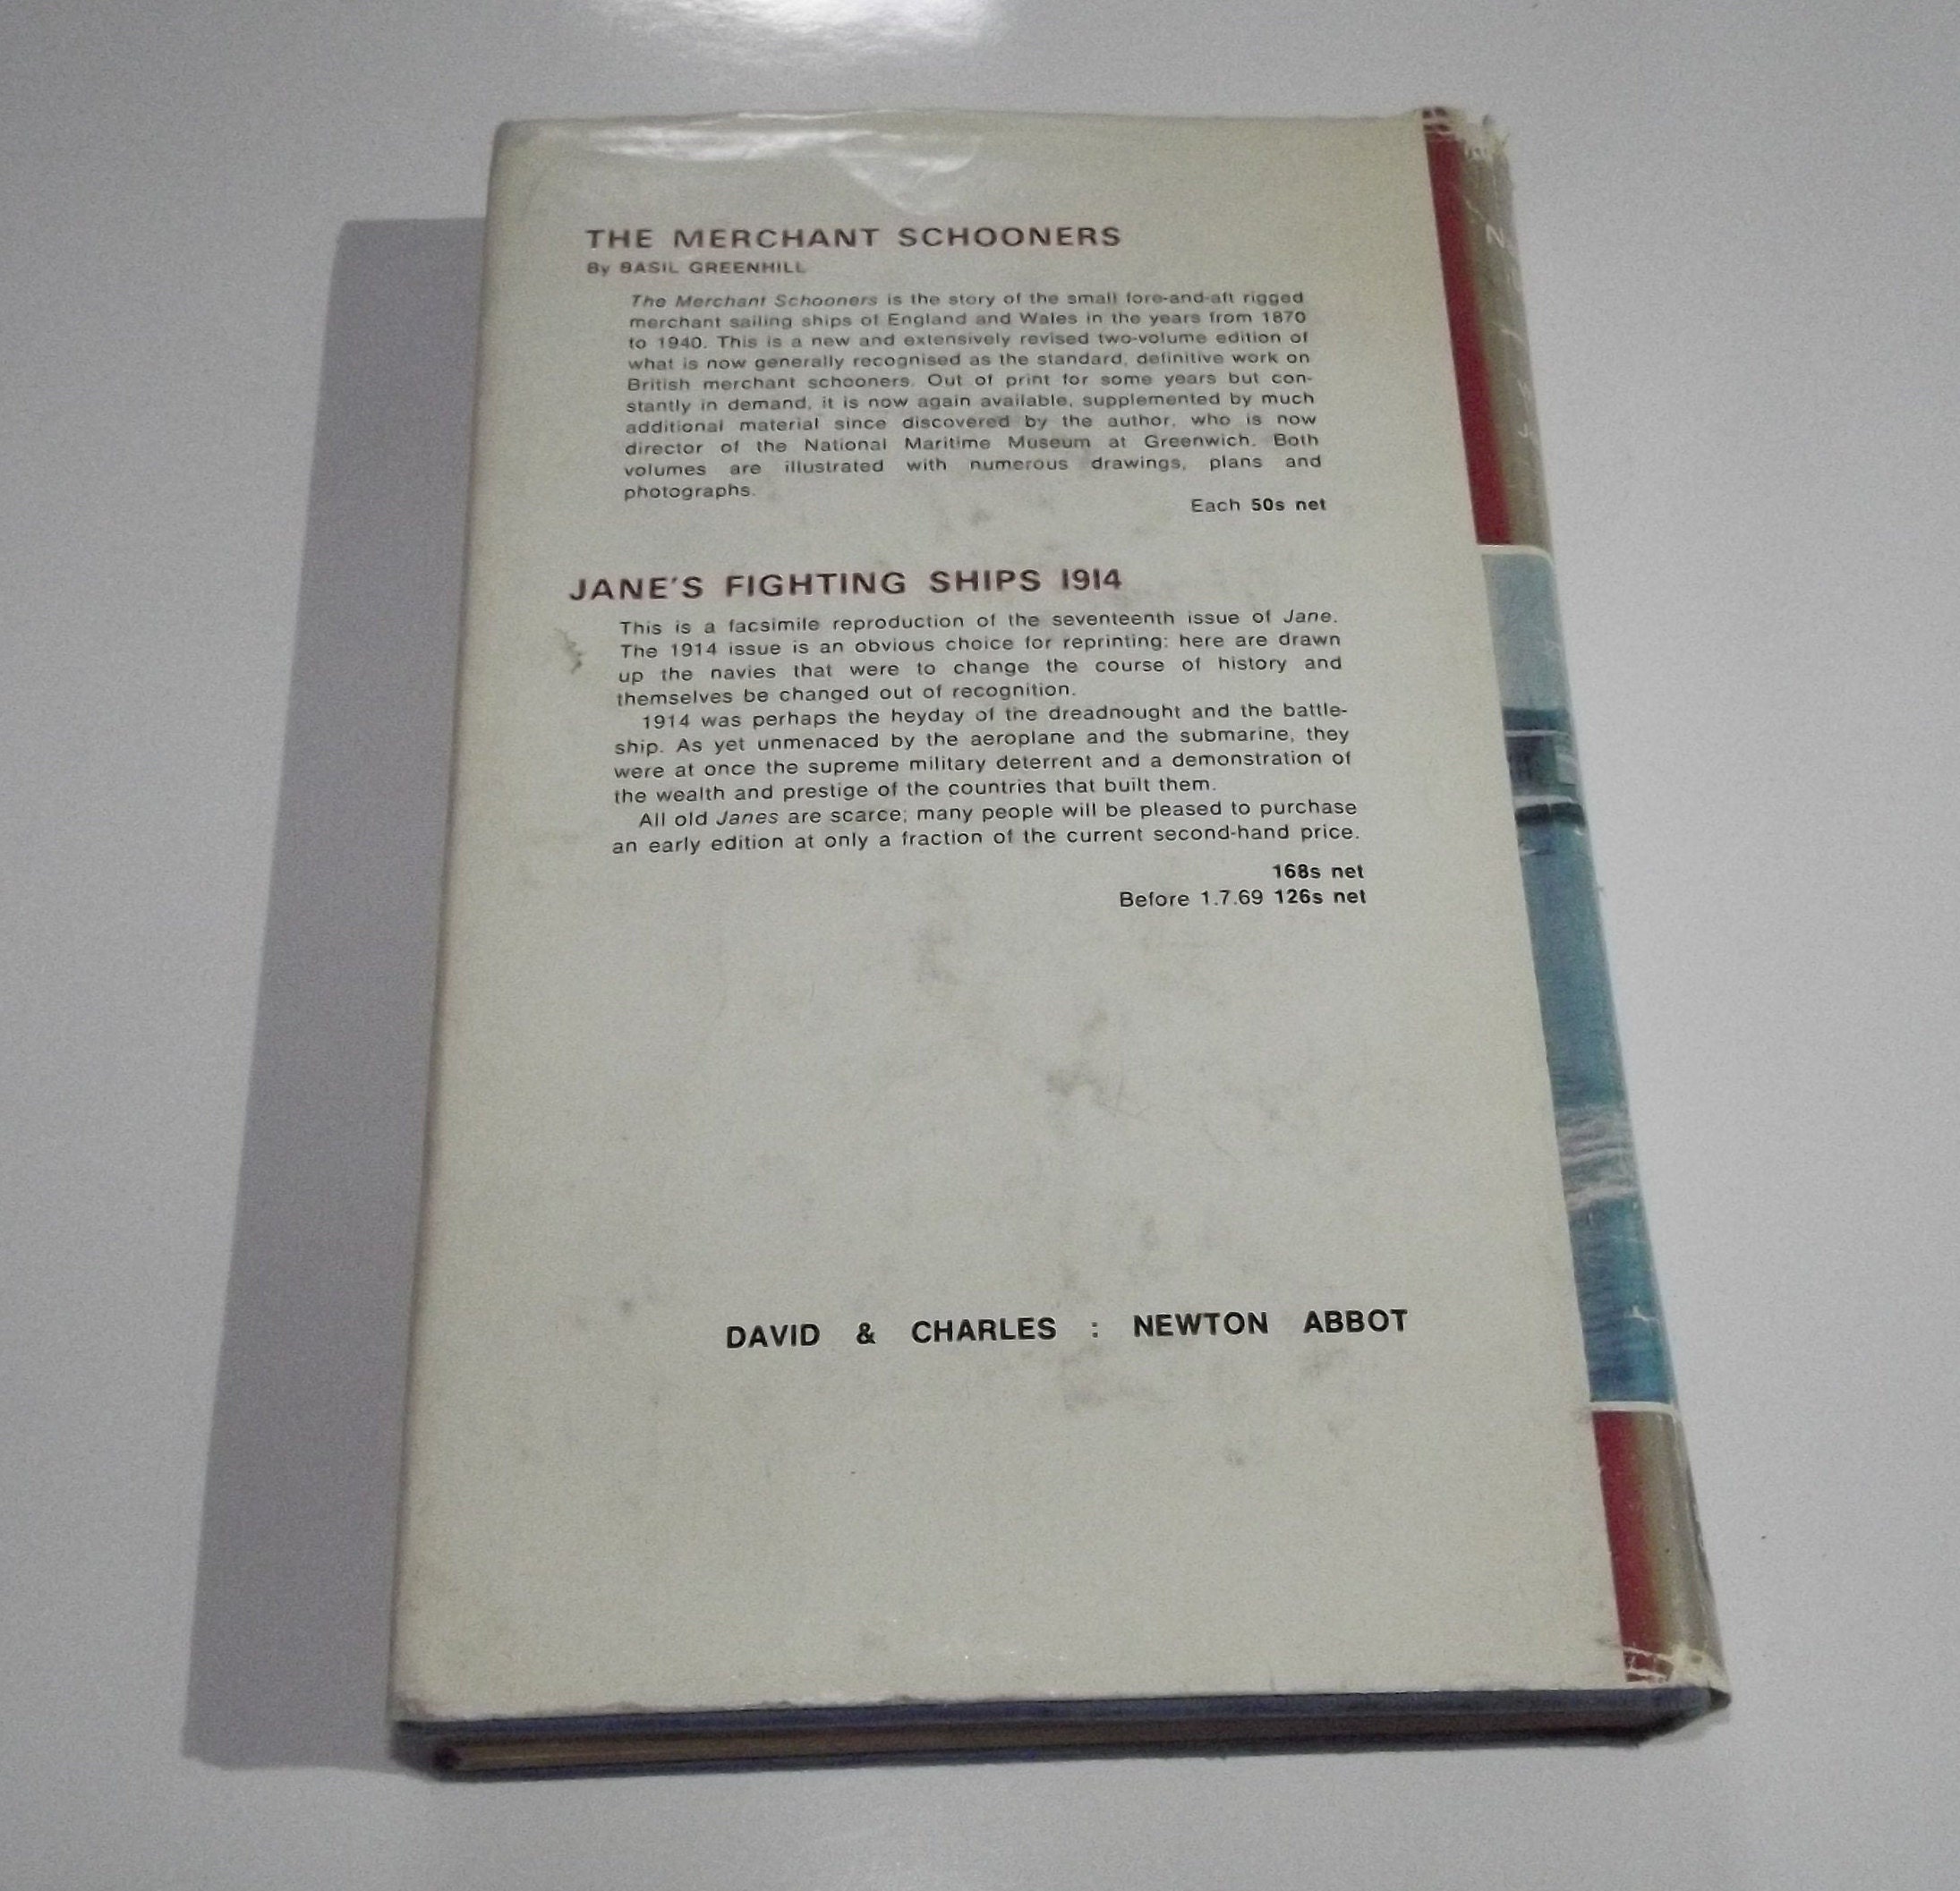 THE MERCHANT SCHOONERS
By BASIL GREENHILL
The Merchant Schooners is the story of the small fore-and-aft rigged
merchant sailing ships of England and Wales in the years from 1870
to 1940. This is a new and extensively revised two-volume edition of
what is now generally recognised as the standard, definitive work on
British merchant schooners. Out of print for some years but con-
stantly in demand, it is now again available, supplemented by much
additional material since discovered by the author, who is now
director of the National Maritime Museum at Greenwich. Both
volumes are illustrated with numerous drawings, plans and
photographs.
Each 50s net
JANE'S FIGHTING SHIPS 1914
This is a facsimile reproduction of the seventeenth issue of Jane.
The 1914 issue is an obvious choice for reprinting: here are drawn
up the navies that were to change the course of history and
themselves be changed out of recognition.
1914 was perhaps the heyday of the dreadnought and the battle-
ship. As yet unmenaced by the aeroplane and the submarine, they
were at once the supreme military deterrent and a demonstration of
the wealth and prestige of the countries that built them.
All old Janes are scarce; many people will be pleased to purchase
an early edition at only a fraction of the current second-hand price.
168s net
Before 1.7.69 126s net
DAVID & CHARLES : NEWTON ABBOT